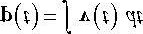 p(t) = ∫ v(t) dt